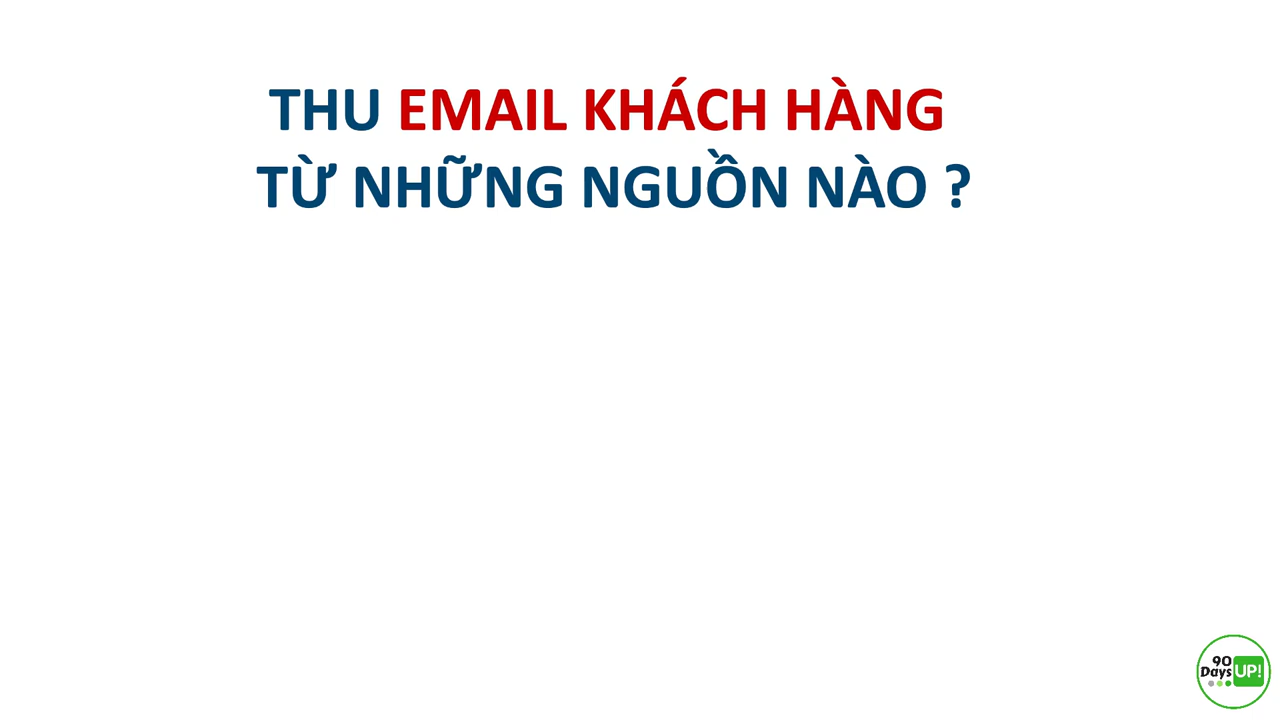 THU EMAIL KHÁCH HÀNG
TỪ NHỮNG NGUỒN NÀO ?
90
Days UP!